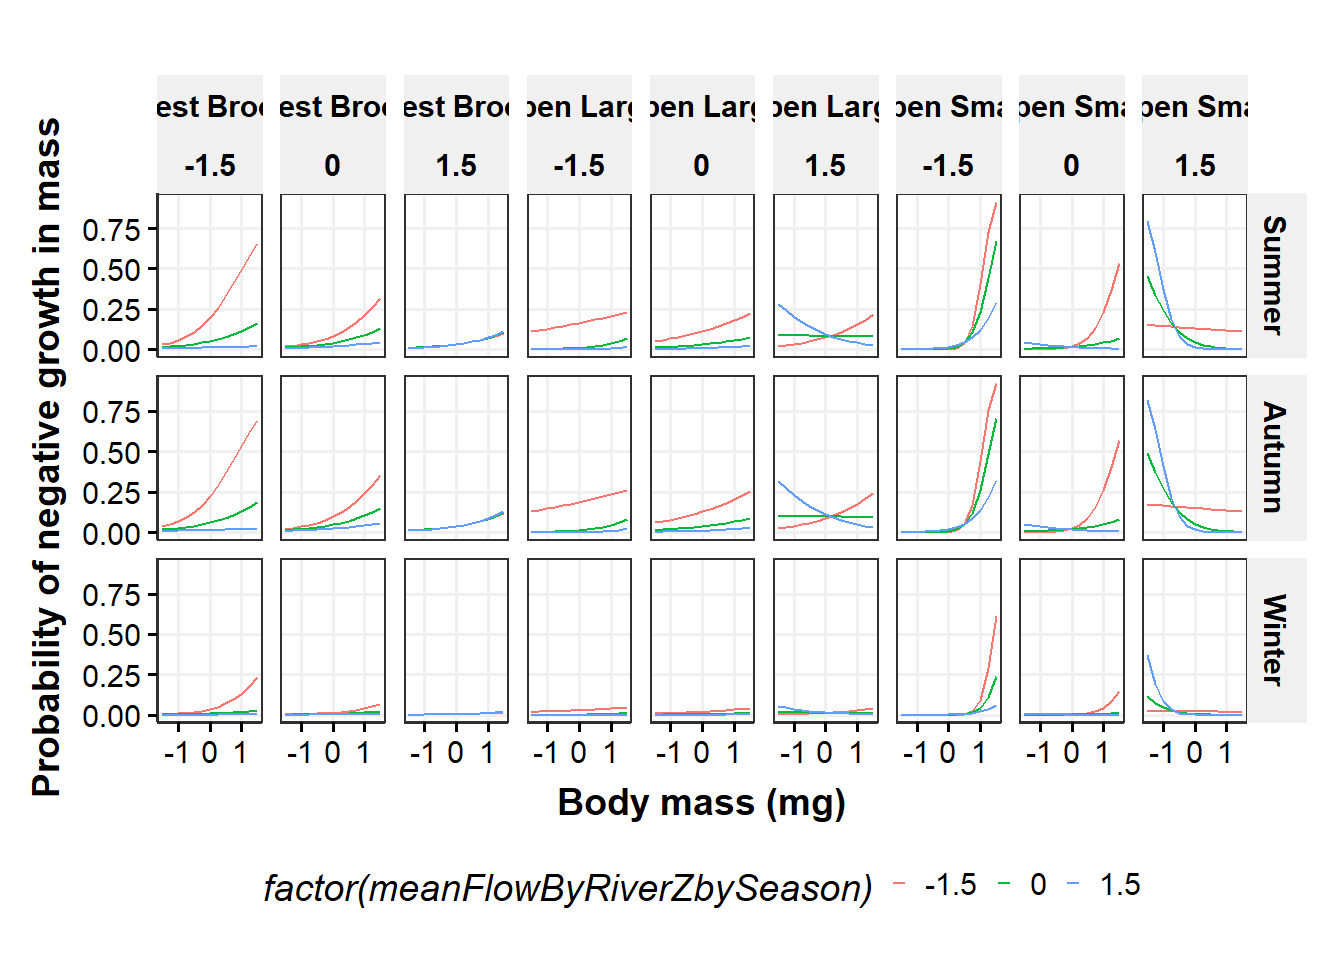 est Broo est Broo est Broo pen Larg pen Larg pen Larg pen Sma pen Sma pen Sma
-1.5 0 1.5 -1.5 0 1.5 -1.5 0 1.5
Probability of negative growth in mass
0.75
0.50
0.25
0.00
Summer
0.75
0.50
0.25
0.00
Autumn
0.75
0.50
0.25
0.00
Winter
-1 0 1 -1 0 1 -1 0 1 -1 0 1 -1 0 1 -1 0 1 -1 0 1 -1 0 1 -1 0 1
Body mass (mg)
factor(meanFlowByRiverZbySeason) -1.5 0 1.5